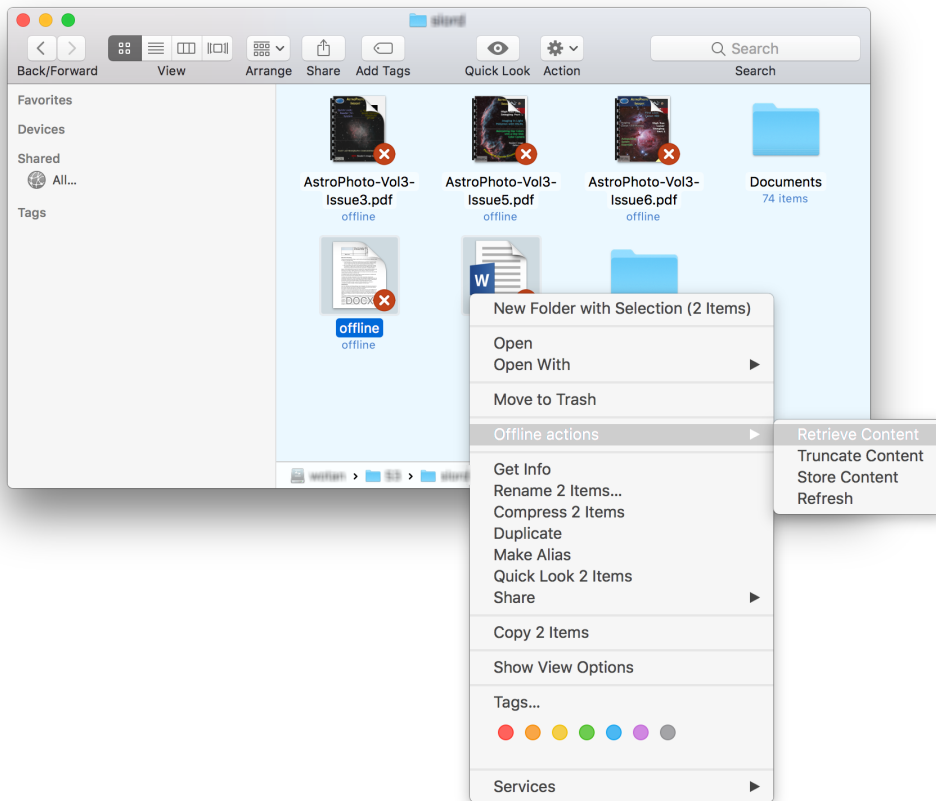 Search
Back/Forward
View
Arrange
Share
Add Tags
Quick Look
Action
Search
Favorites
Devices
Shared
All...
Tags
AstroPhoto-Vol3-
Issue3.pdf
offline
AstroPhoto-Vol3-
Issue5.pdf
offline
AstroPhoto-Vol3-
Issue6.pdf
offline
Documents
74 items
DOCX
offline
offline
W
New Folder with Selection (2 Items)
Open
Open With
Move to Trash
Offline actions
Retrieve Content
Truncate Content
Store Content
Refresh
Get Info
Rename 2 Items...
Compress 2 Items
Duplicate
Make Alias
Quick Look 2 Items
Share
Copy 2 Items
Show View Options
Tags...
Services